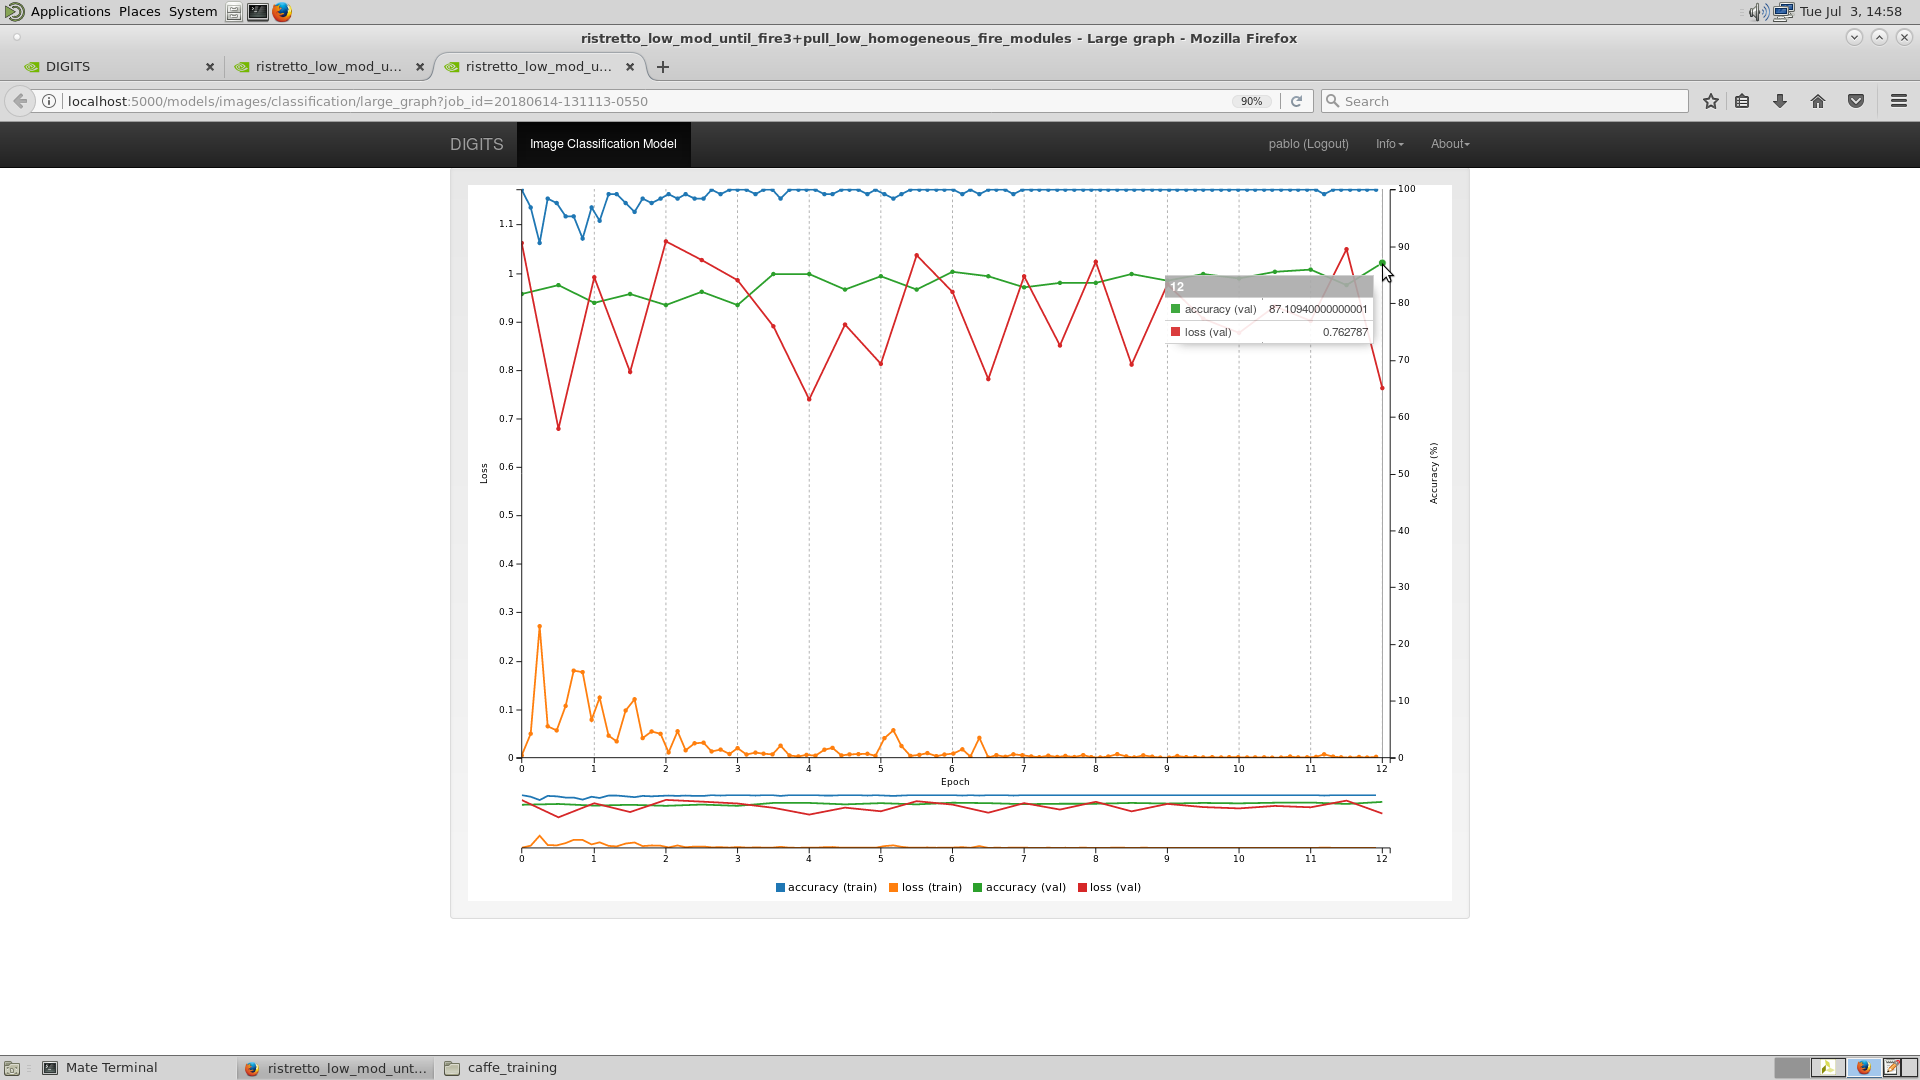 Applications Places System
Tue Jul 3, 14:58
ristretto_low_mod_until_fire3+pull_low_homogeneous_fire_modules - Large graph - Mozilla Firefox
DIGITS
ristretto_low_mod_u...
ristretto_low_mod_u...
localhost:5000/models/images/classification/large_graph?job_id=20180614-131113-0550
90%
Search
DIGITS
Image Classification Model
pablo (Logout)
Info
About
1.1
1
0.9
0.8
0.7
0.6
0.5
0.4
0.3
0.2
0.1
0
Loss
100
90
80
70
60
50
40
30
20
10
0
Accuracy (%)
12
accuracy (val) 87.10940000000001
loss (val) 0.762787
0 1 2 3 4 5 6 7 8 9 10 11 12
Epoch
0 1 2 3 4 5 6 7 8 9 10 11 12
accuracy (train) loss (train) accuracy (val) loss (val)
Mate Terminal
ristretto_low_mod_unt...
caffe_training